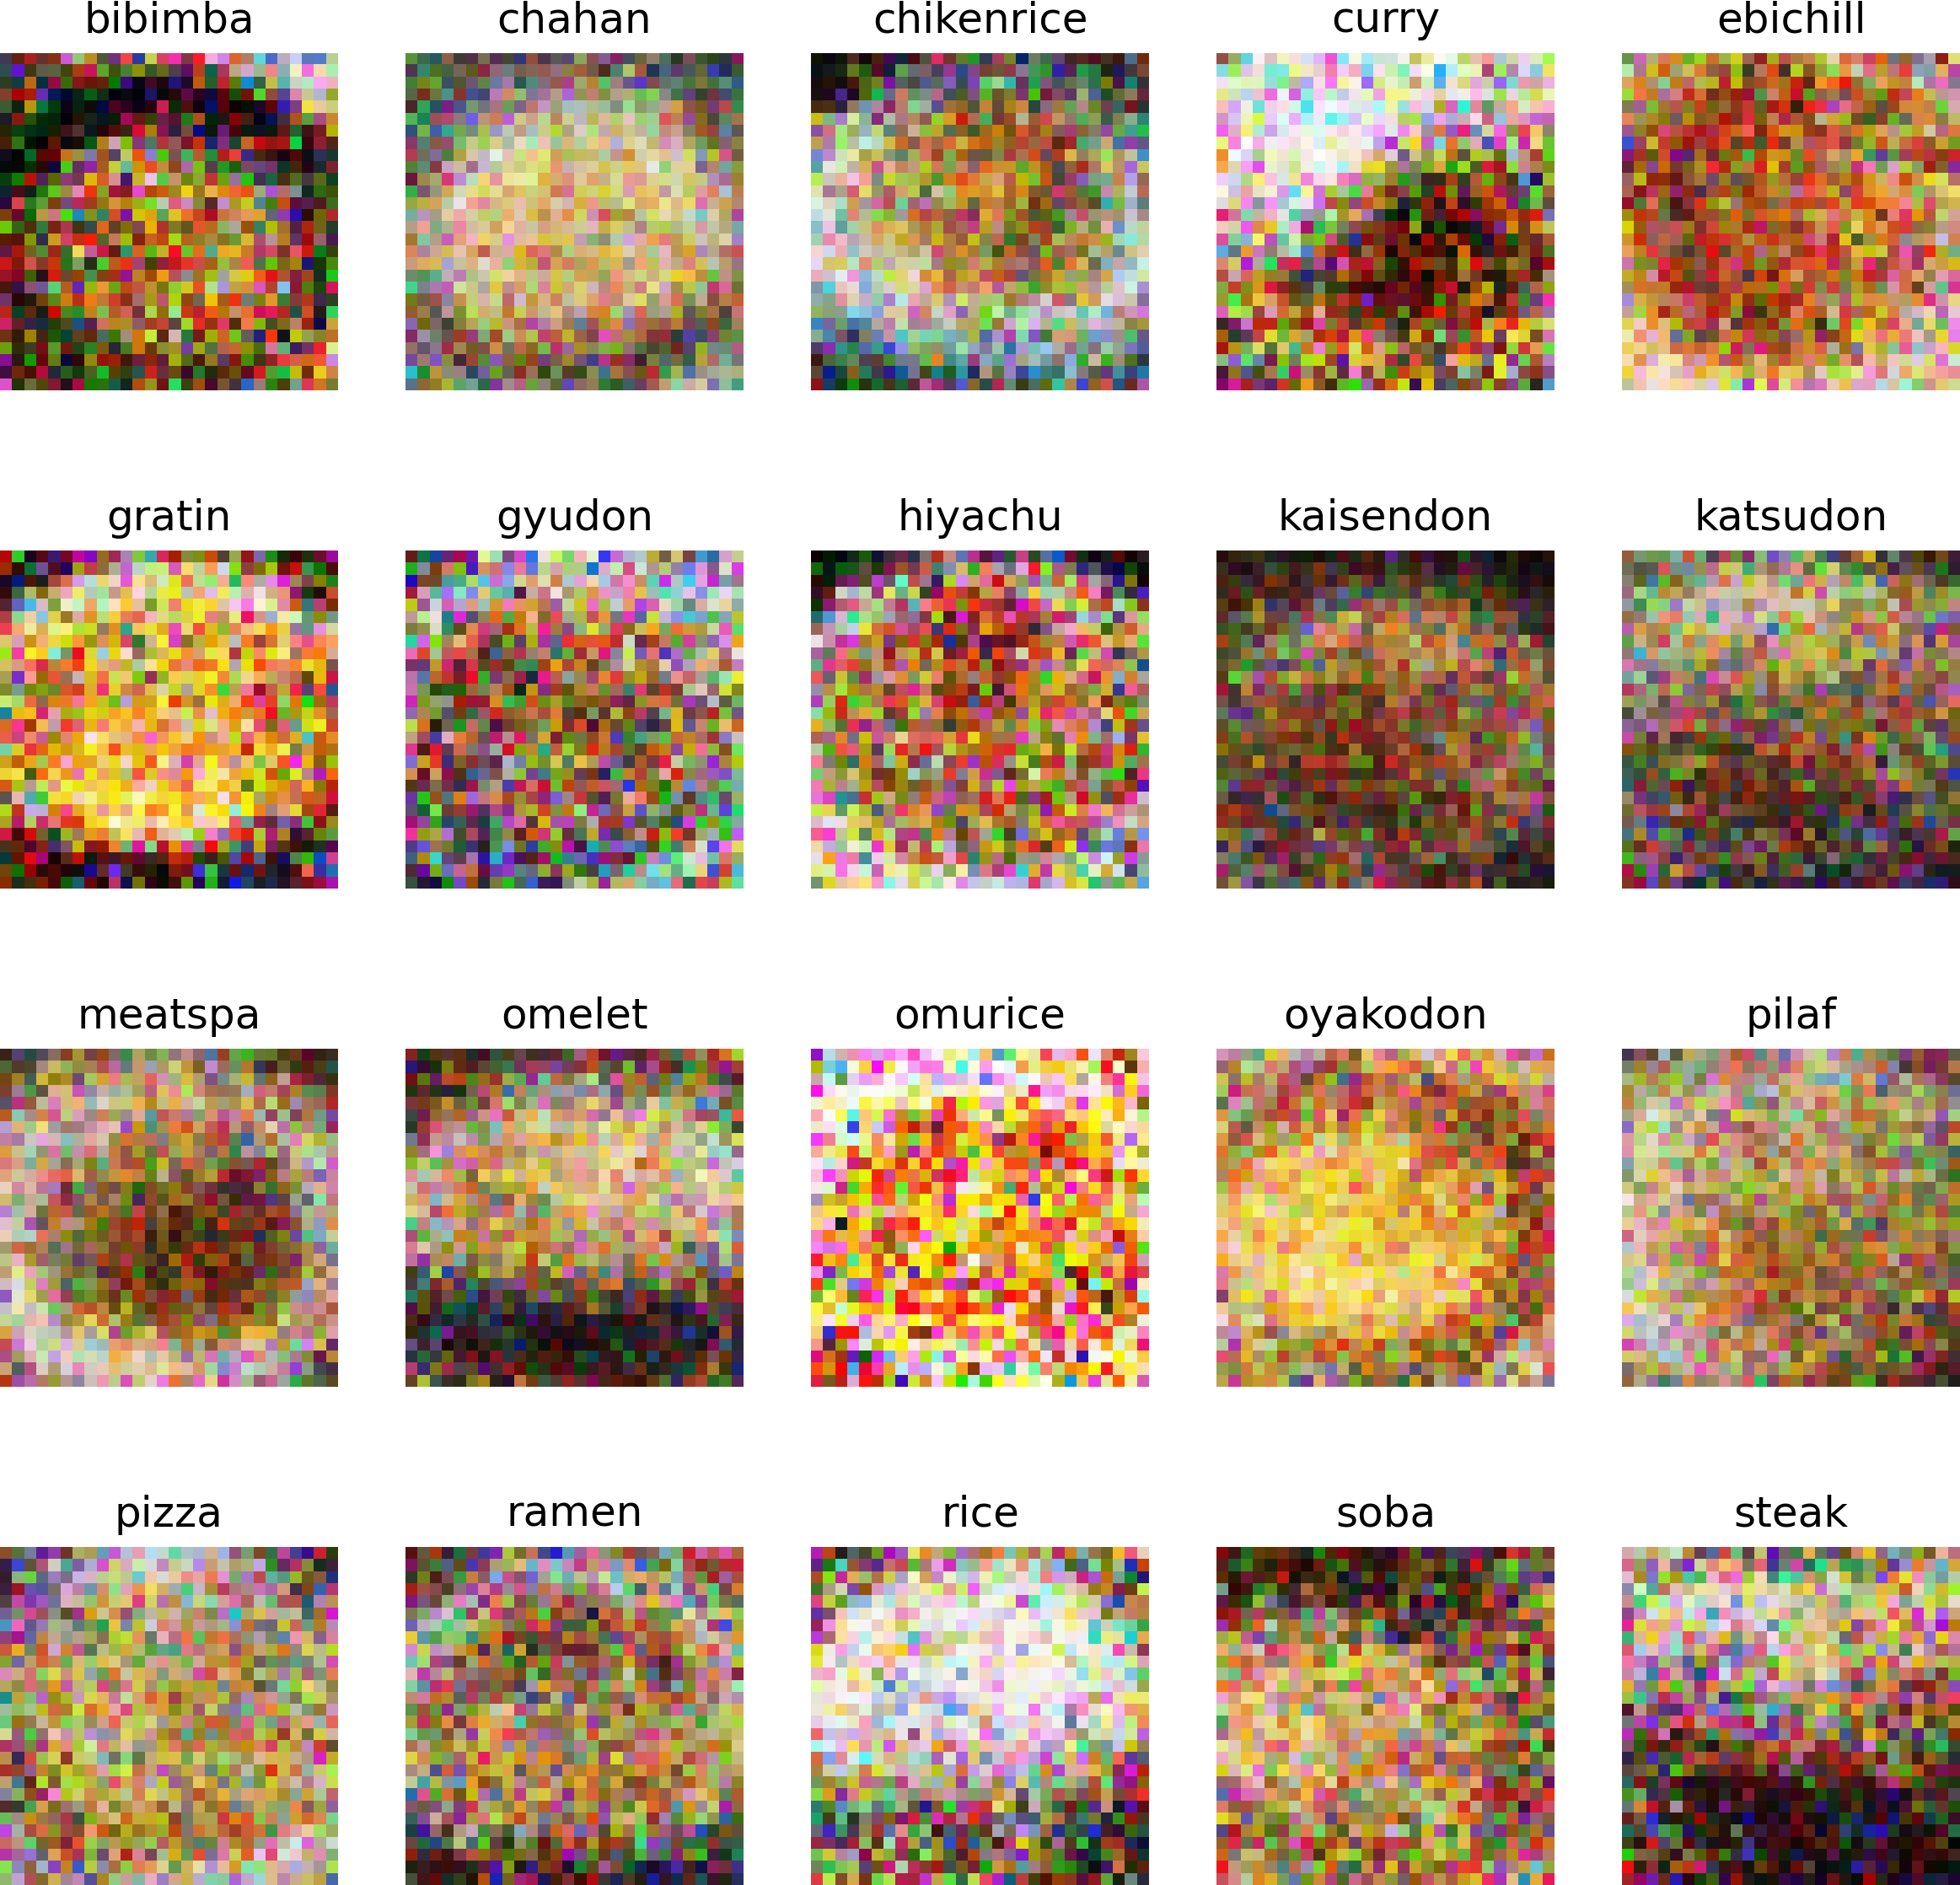 bibimba chahan chikenrice curry ebichill
gratin gyudon hiyachu kaisendon katsudon
meatspa omelet omurice oyakodon pilaf
pizza ramen rice soba steak